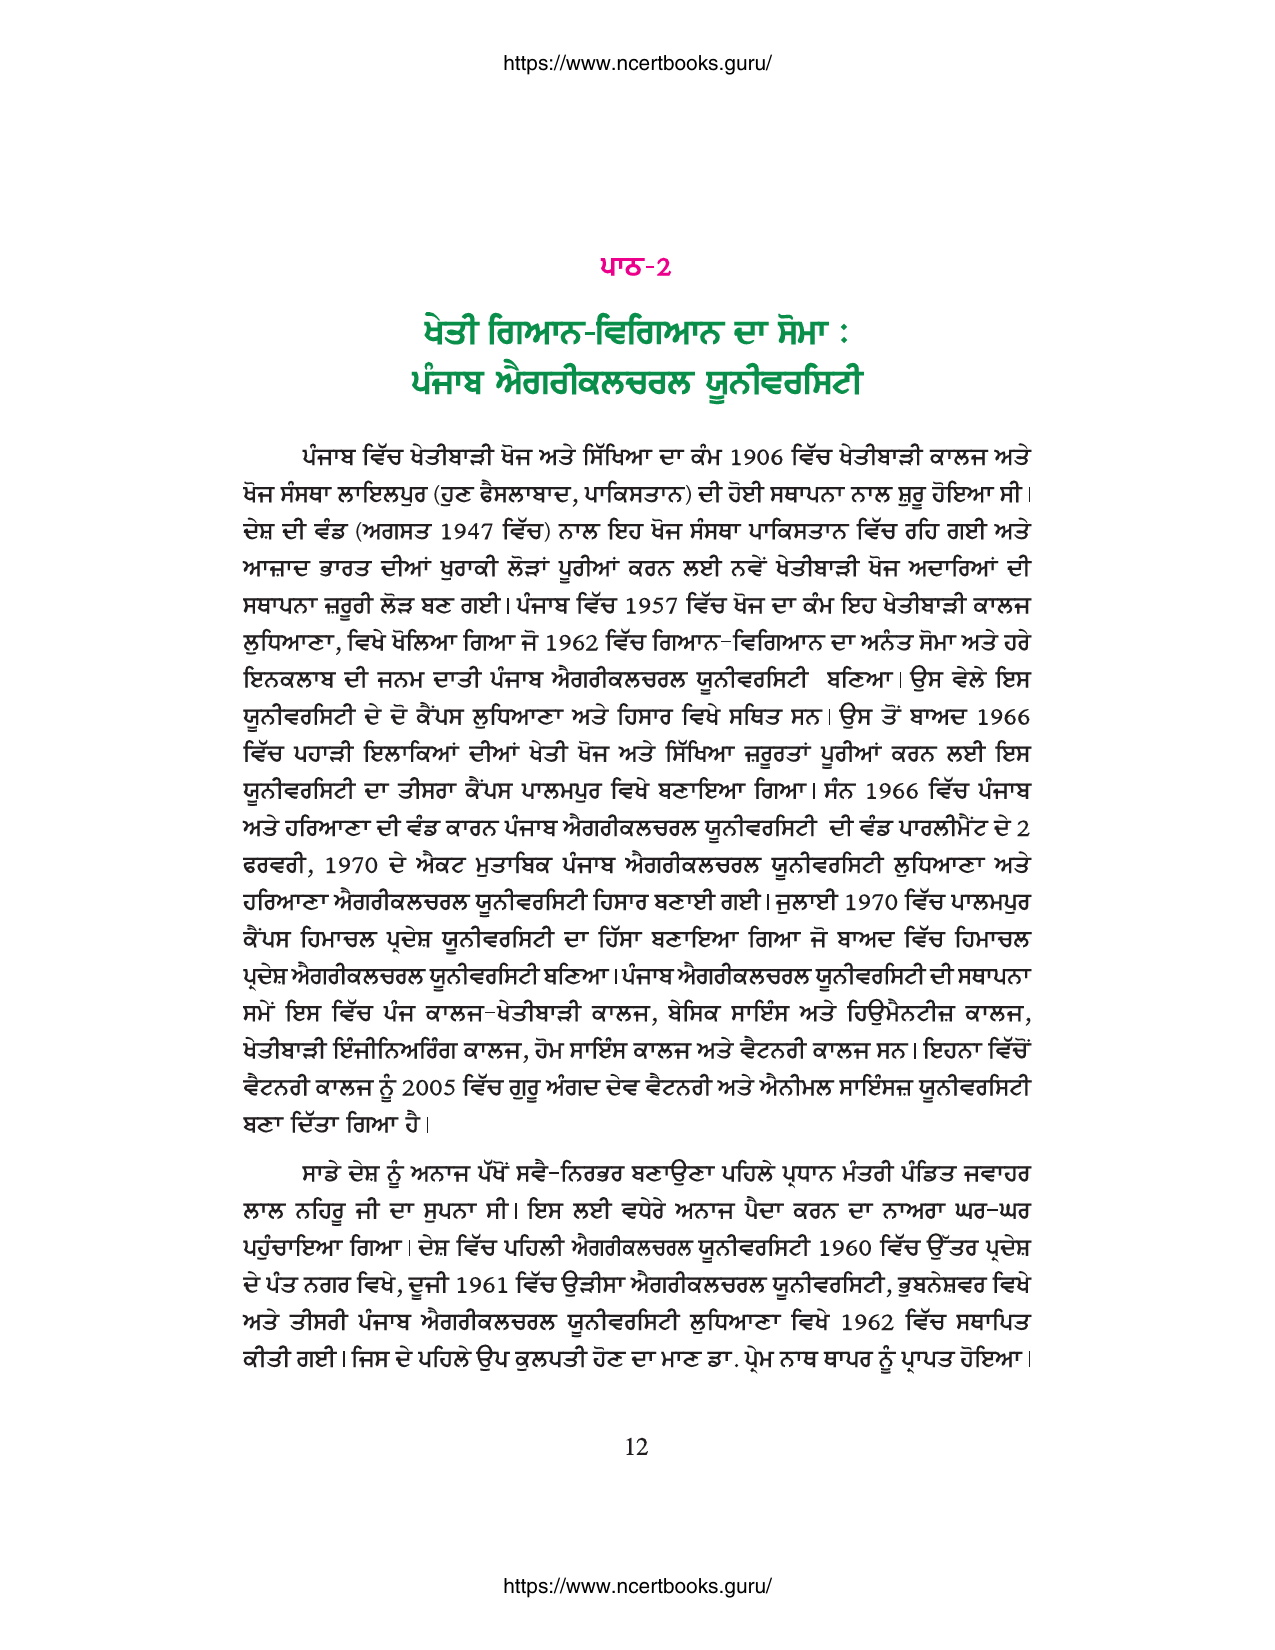 https://www.ncertbooks.guru/
ਪਾਠ-2
ਖੇਤੀ ਗਿਆਨ-ਵਿਗਿਆਨ ਦਾ ਸੋਮਾ :
ਪੰਜਾਬ ਐਗਰੀਕਲਚਰਲ ਯੂਨੀਵਰਸਿਟੀ
ਪੰਜਾਬ ਵਿੱਚ ਖੇਤੀਬਾੜੀ ਖੋਜ ਅਤੇ ਸਿੱਖਿਆ ਦਾ ਕੰਮ 1906 ਵਿੱਚ ਖੇਤੀਬਾੜੀ ਕਾਲਜ ਅਤੇ
ਖੋਜ ਸੰਸਥਾ ਲਾਇਲਪੁਰ (ਹੁਣ ਫੈਸਲਾਬਾਦ, ਪਾਕਿਸਤਾਨ) ਦੀ ਹੋਈ ਸਥਾਪਨਾ ਨਾਲ ਸ਼ੁਰੂ ਹੋਇਆ ਸੀ।
ਦੇਸ਼ ਦੀ ਵੰਡ (ਅਗਸਤ 1947 ਵਿੱਚ) ਨਾਲ ਇਹ ਖੋਜ ਸੰਸਥਾ ਪਾਕਿਸਤਾਨ ਵਿੱਚ ਰਹਿ ਗਈ ਅਤੇ
ਆਜ਼ਾਦ ਭਾਰਤ ਦੀਆਂ ਖੁਰਾਕੀ ਲੋੜਾਂ ਪੂਰੀਆਂ ਕਰਨ ਲਈ ਨਵੇਂ ਖੇਤੀਬਾੜੀ ਖੋਜ ਅਦਾਰਿਆਂ ਦੀ
ਸਥਾਪਨਾ ਜ਼ਰੂਰੀ ਲੋੜ ਬਣ ਗਈ। ਪੰਜਾਬ ਵਿੱਚ 1957 ਵਿੱਚ ਖੋਜ ਦਾ ਕੰਮ ਇਹ ਖੇਤੀਬਾੜੀ ਕਾਲਜ
ਲੁਧਿਆਣਾ, ਵਿਖੇ ਖੋਲਿਆ ਗਿਆ ਜੋ 1962 ਵਿੱਚ ਗਿਆਨ-ਵਿਗਿਆਨ ਦਾ ਅਨੰਤ ਸੋਮਾ ਅਤੇ ਹਰੇ
ਇਨਕਲਾਬ ਦੀ ਜਨਮ ਦਾਤੀ ਪੰਜਾਬ ਐਗਰੀਕਲਚਰਲ ਯੂਨੀਵਰਸਿਟੀ ਬਣਿਆ। ਉਸ ਵੇਲੇ ਇਸ
ਯੂਨੀਵਰਸਿਟੀ ਦੇ ਦੋ ਕੈਂਪਸ ਲੁਧਿਆਣਾ ਅਤੇ ਹਿਸਾਰ ਵਿਖੇ ਸਥਿਤ ਸਨ। ਉਸ ਤੋਂ ਬਾਅਦ 1966
ਵਿੱਚ ਪਹਾੜੀ ਇਲਾਕਿਆਂ ਦੀਆਂ ਖੇਤੀ ਖੋਜ ਅਤੇ ਸਿੱਖਿਆ ਜ਼ਰੂਰਤਾਂ ਪੂਰੀਆਂ ਕਰਨ ਲਈ ਇਸ
ਯੂਨੀਵਰਸਿਟੀ ਦਾ ਤੀਸਰਾ ਕੈਂਪਸ ਪਾਲਮਪੁਰ ਵਿਖੇ ਬਣਾਇਆ ਗਿਆ। ਸੰਨ 1966 ਵਿੱਚ ਪੰਜਾਬ
ਅਤੇ ਹਰਿਆਣਾ ਦੀ ਵੰਡ ਕਾਰਨ ਪੰਜਾਬ ਐਗਰੀਕਲਚਰਲ ਯੂਨੀਵਰਸਿਟੀ ਦੀ ਵੰਡ ਪਾਰਲੀਮੈਂਟ ਦੇ 2
ਫਰਵਰੀ, 1970 ਦੇ ਐਕਟ ਮੁਤਾਬਿਕ ਪੰਜਾਬ ਐਗਰੀਕਲਚਰਲ ਯੂਨੀਵਰਸਿਟੀ ਲੁਧਿਆਣਾ ਅਤੇ
ਹਰਿਆਣਾ ਐਗਰੀਕਲਚਰਲ ਯੂਨੀਵਰਸਿਟੀ ਹਿਸਾਰ ਬਣਾਈ ਗਈ। ਜੁਲਾਈ 1970 ਵਿੱਚ ਪਾਲਮਪੁਰ
ਕੈਂਪਸ ਹਿਮਾਚਲ ਪ੍ਰਦੇਸ਼ ਯੂਨੀਵਰਸਿਟੀ ਦਾ ਹਿੱਸਾ ਬਣਾਇਆ ਗਿਆ ਜੋ ਬਾਅਦ ਵਿੱਚ ਹਿਮਾਚਲ
ਪ੍ਰਦੇਸ਼ ਐਗਰੀਕਲਚਰਲ ਯੂਨੀਵਰਸਿਟੀ ਬਣਿਆ। ਪੰਜਾਬ ਐਗਰੀਕਲਚਰਲ ਯੂਨੀਵਰਸਿਟੀ ਦੀ ਸਥਾਪਨਾ
ਸਮੇਂ ਇਸ ਵਿੱਚ ਪੰਜ ਕਾਲਜ-ਖੇਤੀਬਾੜੀ ਕਾਲਜ, ਬੇਸਿਕ ਸਾਇੰਸ ਅਤੇ ਹਿਉਮੈਨਟੀਜ਼ ਕਾਲਜ,
ਖੇਤੀਬਾੜੀ ਇੰਜੀਨਿਅਰਿੰਗ ਕਾਲਜ, ਹੋਮ ਸਾਇੰਸ ਕਾਲਜ ਅਤੇ ਵੈਟਨਰੀ ਕਾਲਜ ਸਨ। ਇਹਨਾ ਵਿੱਚੋਂ
ਵੈਟਨਰੀ ਕਾਲਜ ਨੂੰ 2005 ਵਿੱਚ ਗੁਰੂ ਅੰਗਦ ਦੇਵ ਵੈਟਨਰੀ ਅਤੇ ਐਨੀਮਲ ਸਾਇੰਸਜ਼ ਯੂਨੀਵਰਸਿਟੀ
ਬਣਾ ਦਿੱਤਾ ਗਿਆ ਹੈ।
ਸਾਡੇ ਦੇਸ਼ ਨੂੰ ਅਨਾਜ ਪੱਖੋਂ ਸਵੈ-ਨਿਰਭਰ ਬਣਾਉਣਾ ਪਹਿਲੇ ਪ੍ਰਧਾਨ ਮੰਤਰੀ ਪੰਡਿਤ ਜਵਾਹਰ
ਲਾਲ ਨਹਿਰੂ ਜੀ ਦਾ ਸੁਪਨਾ ਸੀ। ਇਸ ਲਈ ਵਧੇਰੇ ਅਨਾਜ ਪੈਦਾ ਕਰਨ ਦਾ ਨਾਅਰਾ ਘਰ-ਘਰ
ਪਹੁੰਚਾਇਆ ਗਿਆ। ਦੇਸ਼ ਵਿੱਚ ਪਹਿਲੀ ਐਗਰੀਕਲਚਰਲ ਯੂਨੀਵਰਸਿਟੀ 1960 ਵਿੱਚ ਉੱਤਰ ਪ੍ਰਦੇਸ਼
ਦੇ ਪੰਤ ਨਗਰ ਵਿਖੇ, ਦੂਜੀ 1961 ਵਿੱਚ ਉੜੀਸਾ ਐਗਰੀਕਲਚਰਲ ਯੂਨੀਵਰਸਿਟੀ, ਭੁਬਨੇਸ਼ਵਰ ਵਿਖੇ
ਅਤੇ ਤੀਸਰੀ ਪੰਜਾਬ ਐਗਰੀਕਲਚਰਲ ਯੂਨੀਵਰਸਿਟੀ ਲੁਧਿਆਣਾ ਵਿਖੇ 1962 ਵਿੱਚ ਸਥਾਪਿਤ
ਕੀਤੀ ਗਈ। ਜਿਸ ਦੇ ਪਹਿਲੇ ਉਪ ਕੁਲਪਤੀ ਹੋਣ ਦਾ ਮਾਣ ਡਾ. ਪ੍ਰੇਮ ਨਾਥ ਥਾਪਰ ਨੂੰ ਪ੍ਰਾਪਤ ਹੋਇਆ।
12
https://www.ncertbooks.guru/